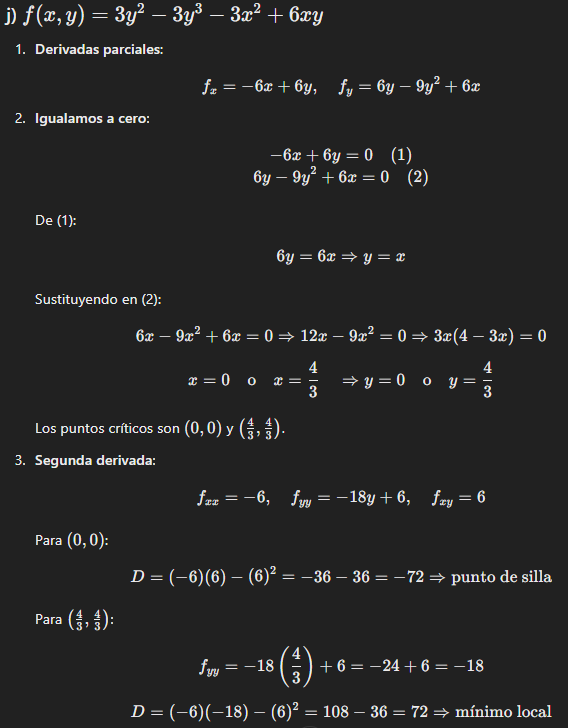 j) f(x, y) = 3y² − 3y³ − 3x² + 6xy
1. Derivadas parciales:
fₓ = −6x + 6y, f_y = 6y − 9y² + 6x
2. Igualamos a cero:
−6x + 6y = 0 (1)
6y − 9y² + 6x = 0 (2)
De (1):
6y = 6x ⇒ y = x
Sustituyendo en (2):
6x − 9x² + 6x = 0 ⇒ 12x − 9x² = 0 ⇒ 3x(4 − 3x) = 0
x = 0 o x = 4/3 ⇒ y = 0 o y = 4/3
Los puntos críticos son (0, 0) y (4/3, 4/3).
3. Segunda derivada:
fₓₓ = −6, f_yy = −18y + 6, f_xy = 6
Para (0, 0):
D = (−6)(6) − (6)² = −36 − 36 = −72 ⇒ punto de silla
Para (4/3, 4/3):
f_yy = −18(4/3) + 6 = −24 + 6 = −18
D = (−6)(−18) − (6)² = 108 − 36 = 72 ⇒ mínimo local